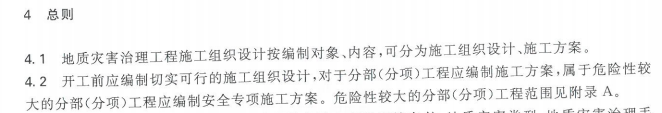 4 总则
4.1 地质灾害治理工程施工组织设计按编制对象、内容,可分为施工组织设计、施工方案。
4.2 开工前应编制切实可行的施工组织设计,对于分部(分项)工程应编制施工方案,属于危险性较
大的分部(分项)工程应编制安全专项施工方案。危险性较大的分部(分项)工程范围见附录 A。